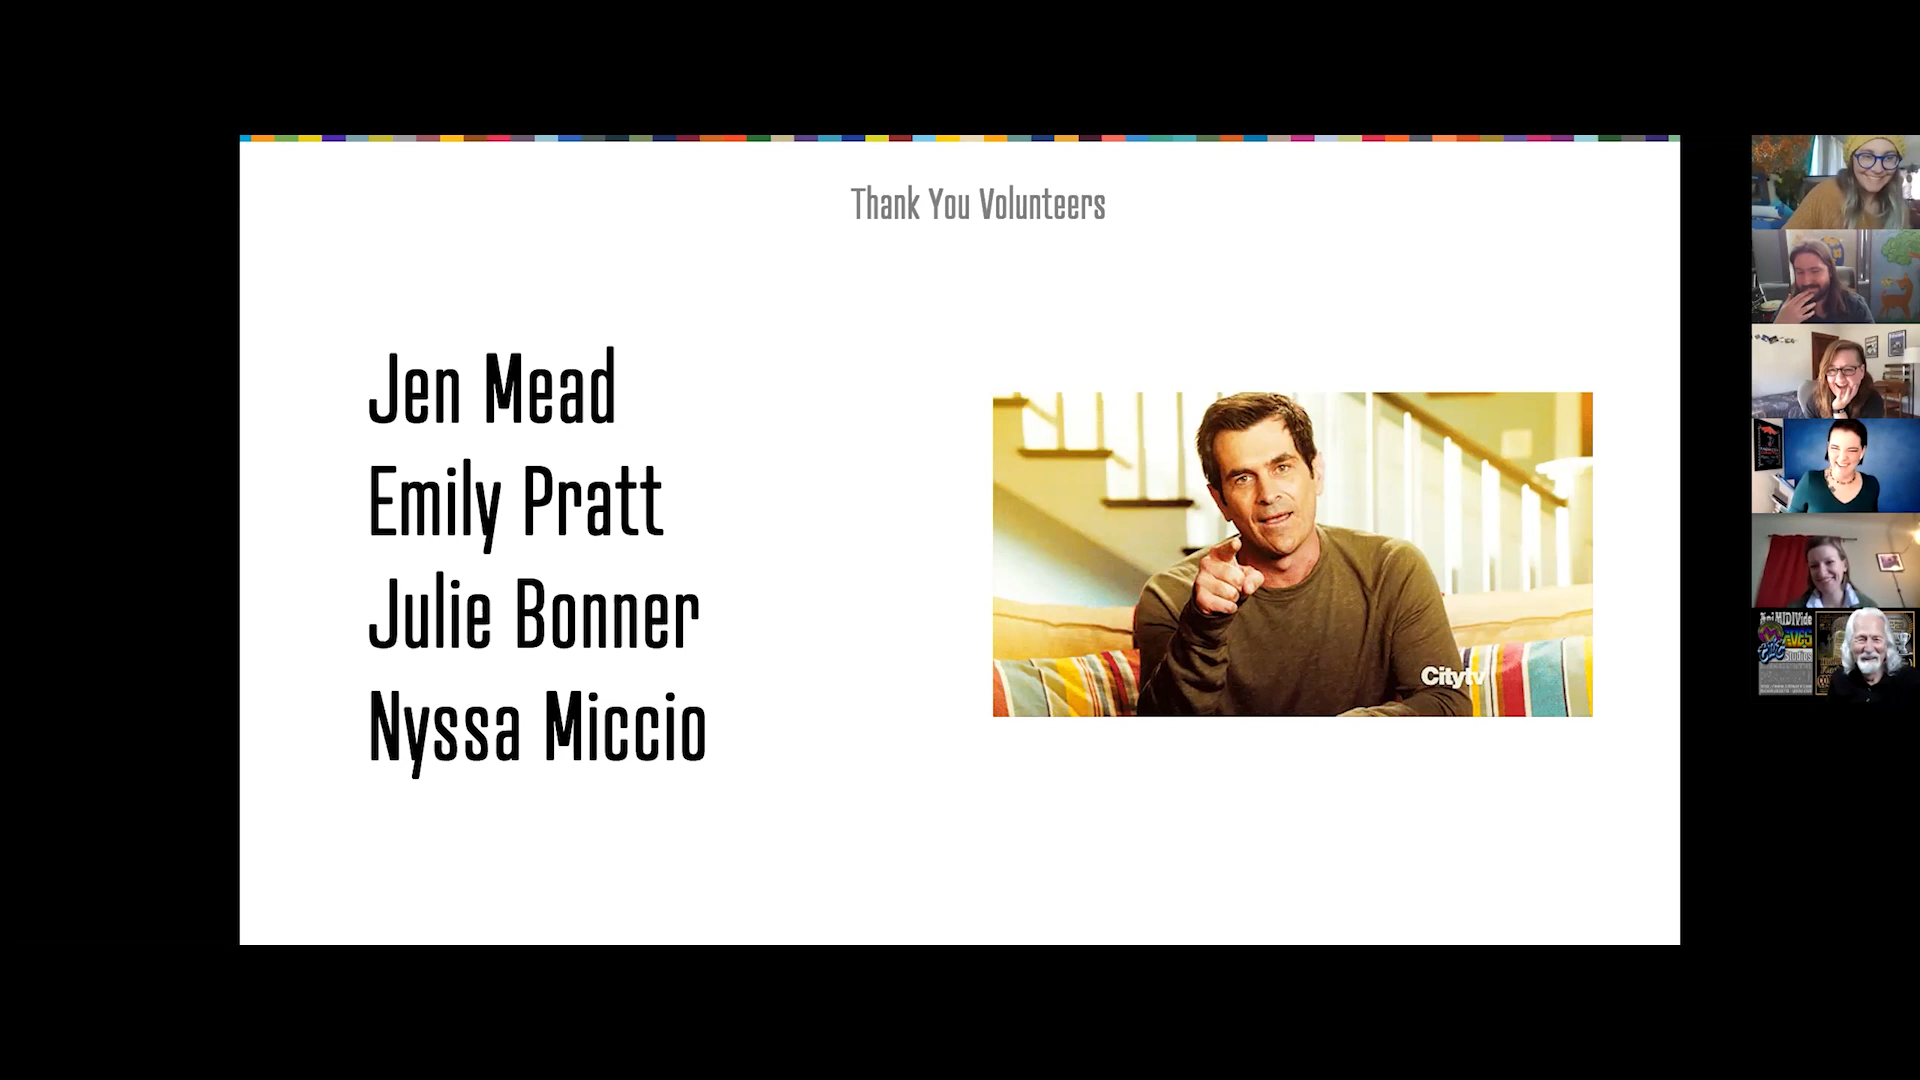 Thank You Volunteers
Jen Mead
Emily Pratt
Julie Bonner
Nyssa Miccio
Citytv